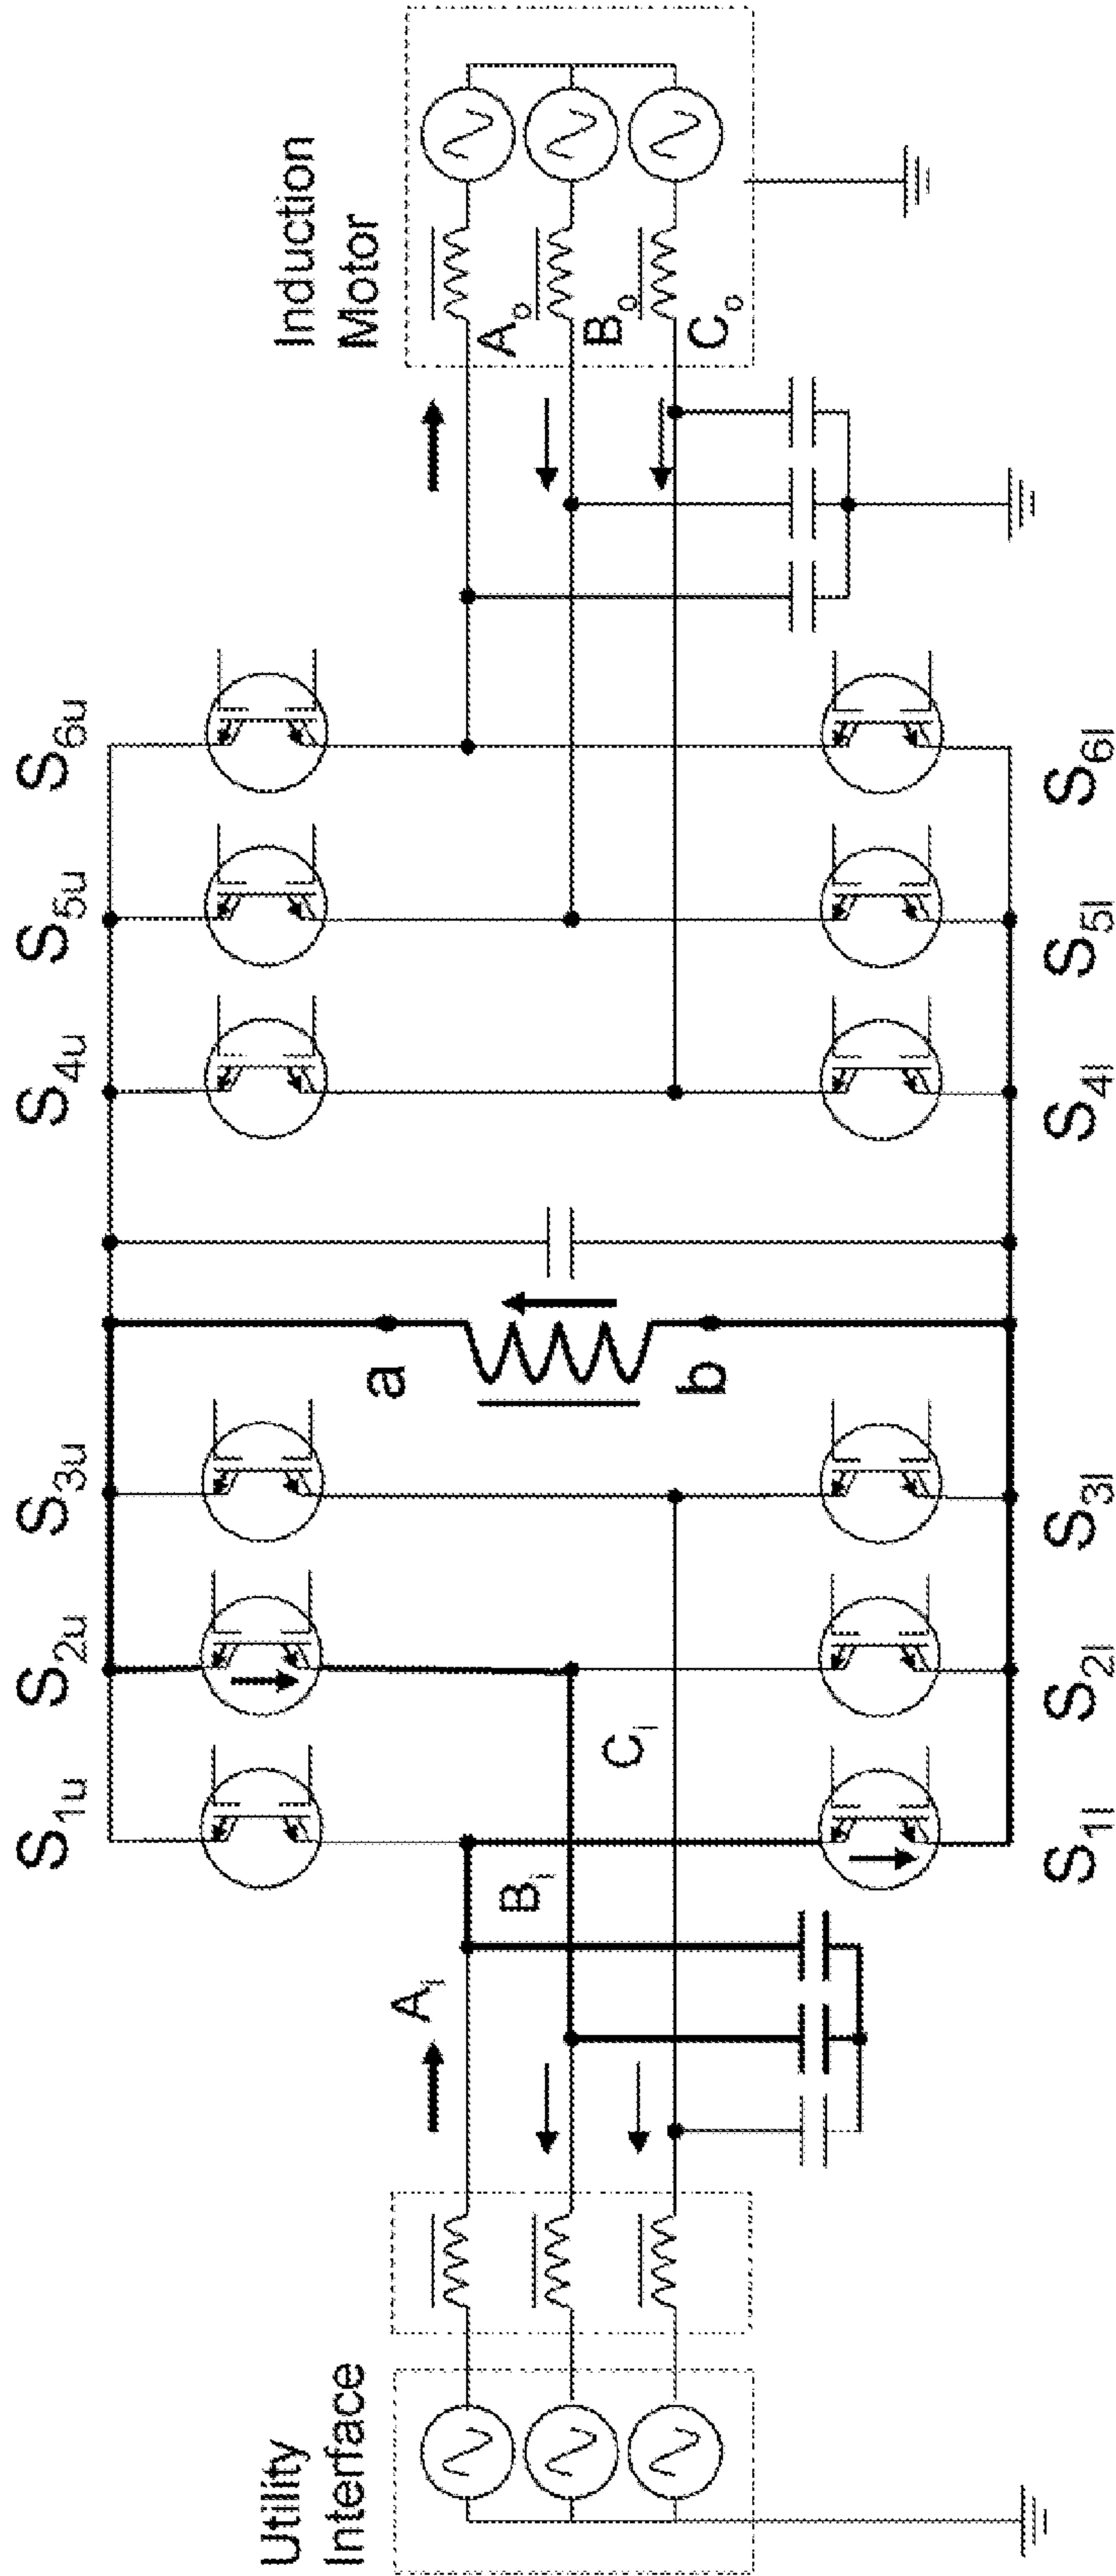 Utility
Interface
Induction
Motor
S1u
S2u
S3u
S4u
S5u
S6u
Ai
Bi
Ci
a
b
Ao
Bo
Co
S1l
S2l
S3l
S4l
S5l
S6l